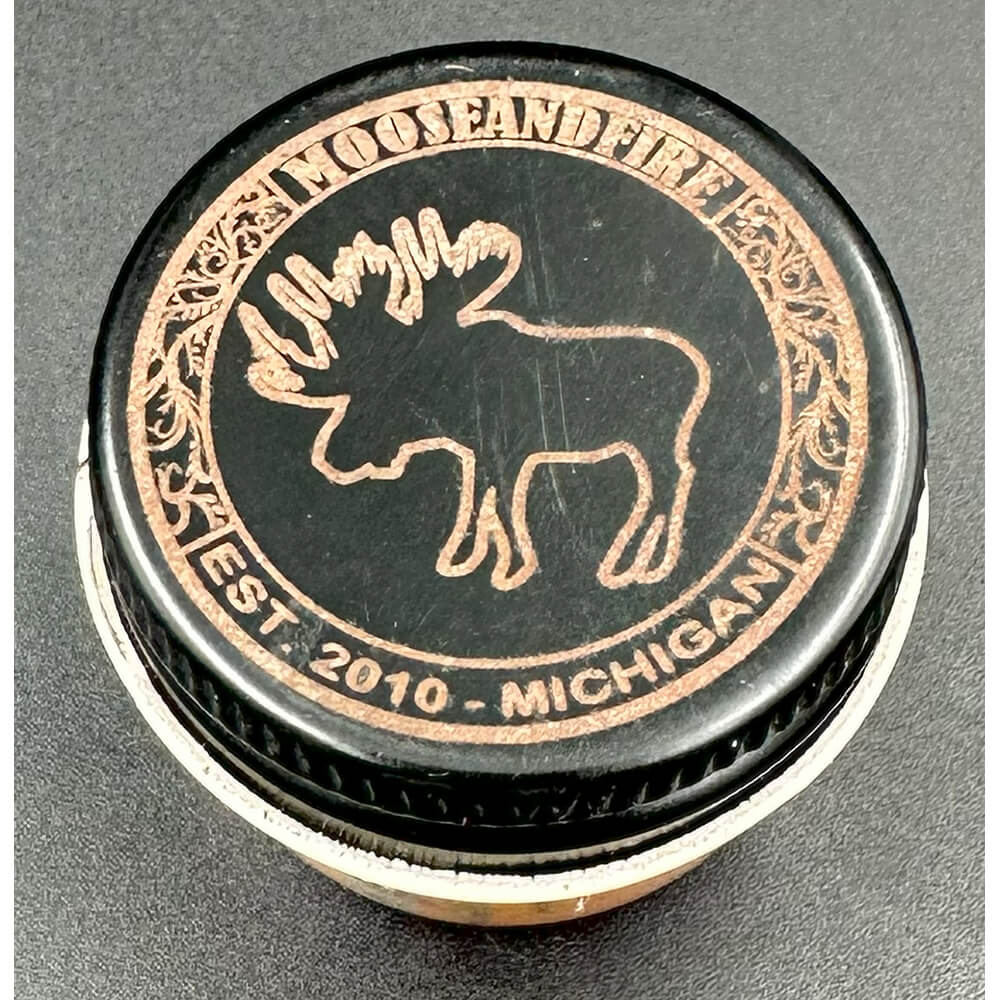 MOOSEANDFIRE
EST. 2010 - MICHIGAN